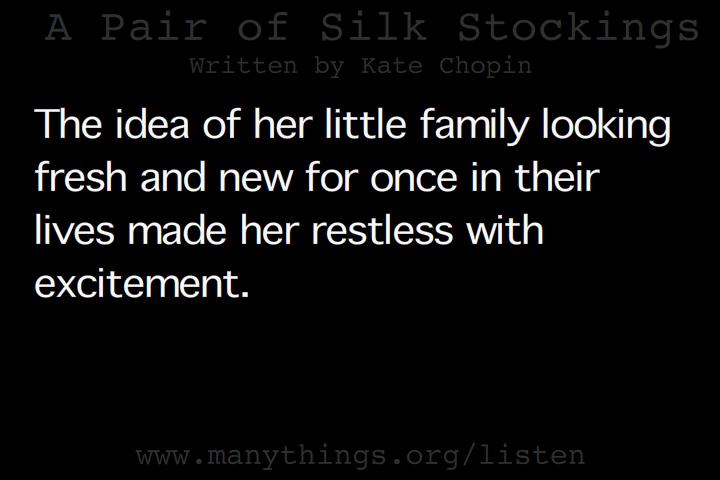 A Pair of Silk Stockings
Written by Kate Chopin
The idea of her little family looking
fresh and new for once in their
lives made her restless with
excitement.
www.manythings.org/listen